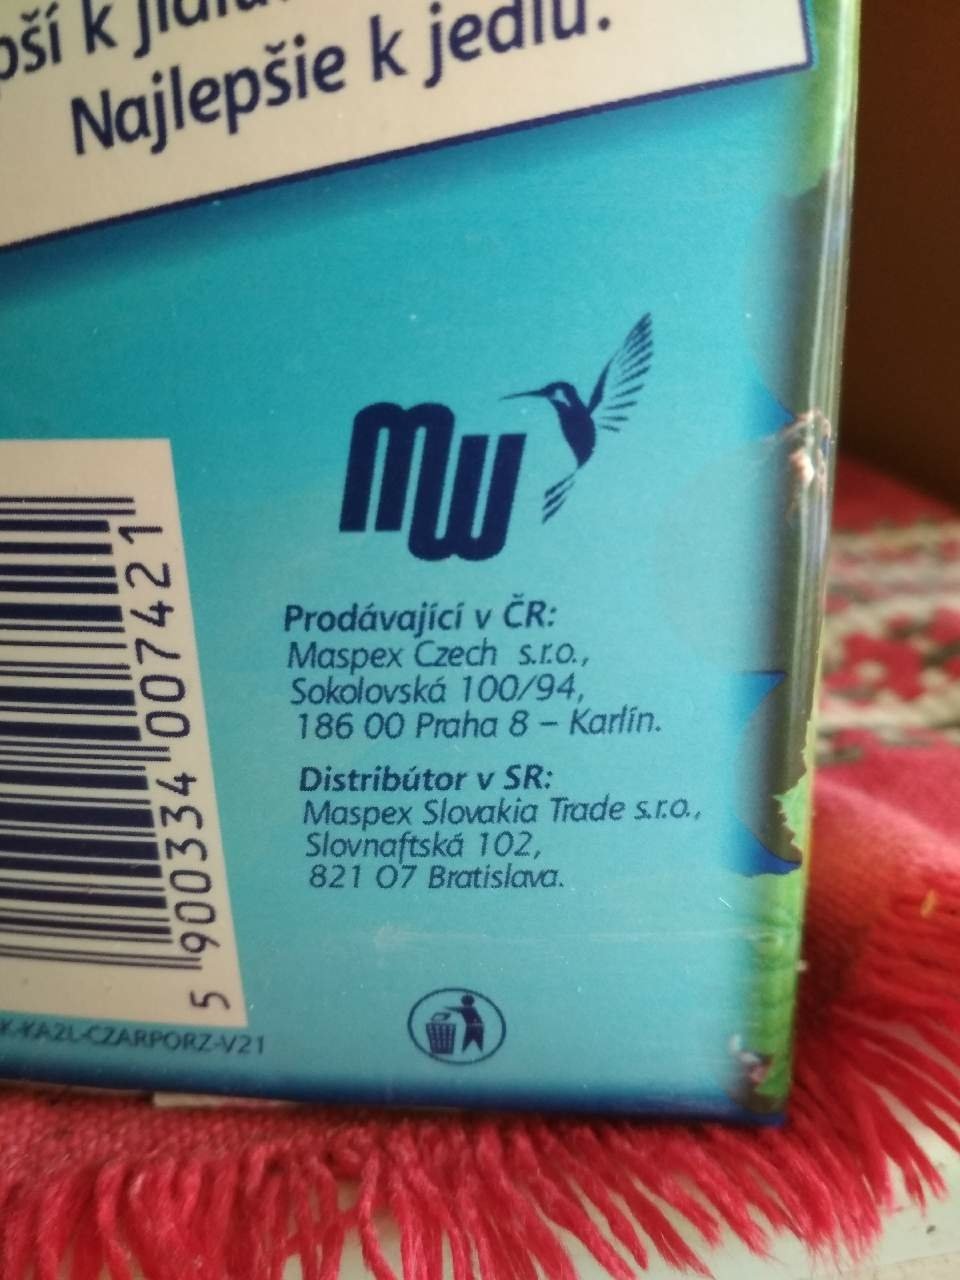 k
Najlepšie k jedlu.
MW
Prodávající v ČR:
Maspex Czech s.r.o.,
Sokolovská 100/94,
186 00 Praha 8 – Karlín.
Distribútor v SR:
Maspex Slovakia Trade s.r.o.,
Slovnaftská 102,
821 07 Bratislava.
5 900334 007421
KA2L-CZARPORZ-V21